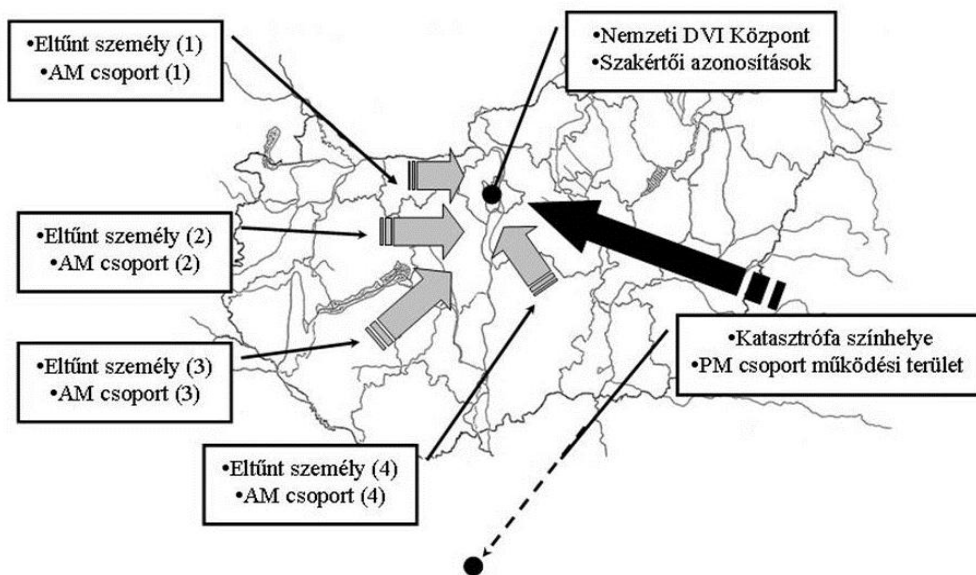 •Eltűnt személy (1)
•AM csoport (1)
•Nemzeti DVI Központ
•Szakértői azonosítások
•Eltűnt személy (2)
•AM csoport (2)
•Eltűnt személy (3)
•AM csoport (3)
•Katasztrófa színhelye
•PM csoport működési terület
•Eltűnt személy (4)
•AM csoport (4)